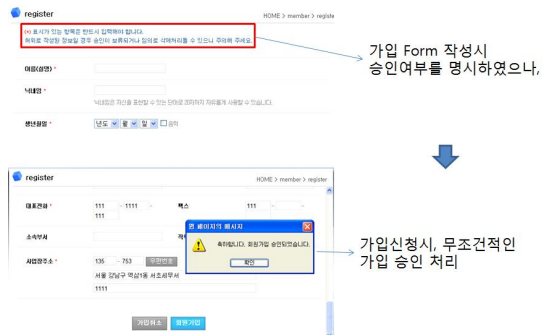 register
HOME > member > registe
(*) 표시가 있는 항목은 반드시 입력해야 합니다.
허위로 작성된 정보일 경우 승인이 보류되거나 임의로 삭제처리될 수 있으니 주의해 주세요.
가입 Form 작성시
승인여부를 명시하였으나,
이름(실명) *
닉네임 *
닉네임은 자신을 표현할 수 있는 단어로 20자까지 자유롭게 사용할 수 있습니다.
생년월일 *
년도 월 일 음력
register
HOME > member > register
대표전화 * 111 - 1111 - 팩스 111 - -
111
소속부서
웹 페이지의 메시지
축하합니다. 회원가입 승인되었습니다.
확인
가입신청시, 무조건적인
가입 승인 처리
사업장주소 * 135 - 753 우편번호
서울 강남구 역삼1동 서초세무서
1111
가입취소 회원가입